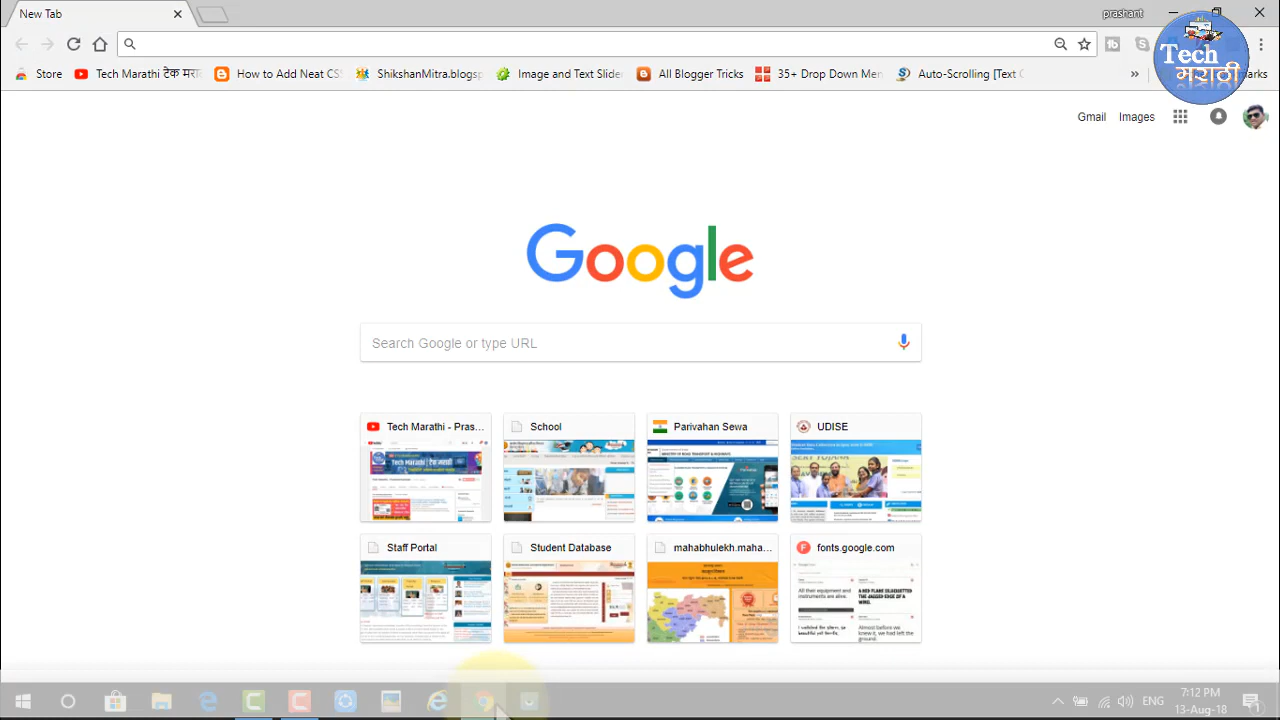 New Tab
prashant
Store
Tech Marathi टेक मरा
How to Add Neat CSS
ShikshanMitra.blogs
Image and Text Slide
All Blogger Tricks
35+ Drop Down Men
Auto-Scrolling [Text
»
Tech
मराठी
Gmail
Images
Google
Search Google or type URL
Tech Marathi - Pras...
School
Parivahan Sewa
UDISE
Staff Portal
Student Database
mahabhulekh.maha...
fonts.google.com
ENG
7:12 PM
13-Aug-18